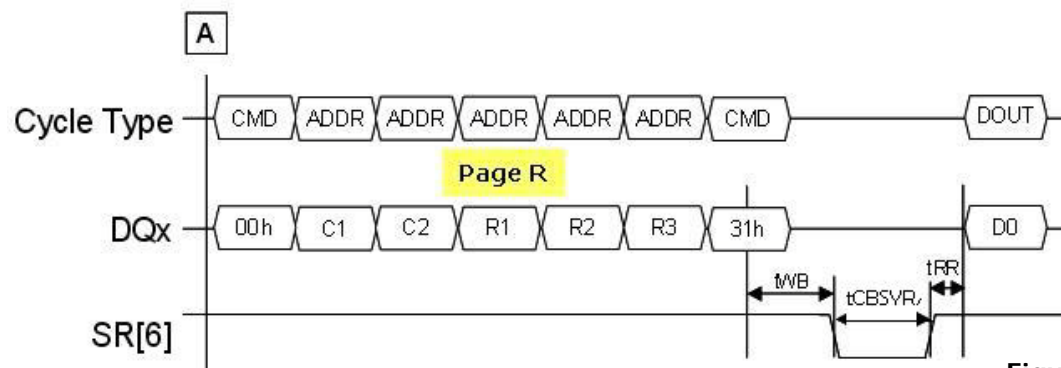 A
Cycle Type CMD ADDR ADDR ADDR ADDR ADDR CMD DOUT
Page R
DQx 00h C1 C2 R1 R2 R3 31h D0
tRR
tWB
SR[6]